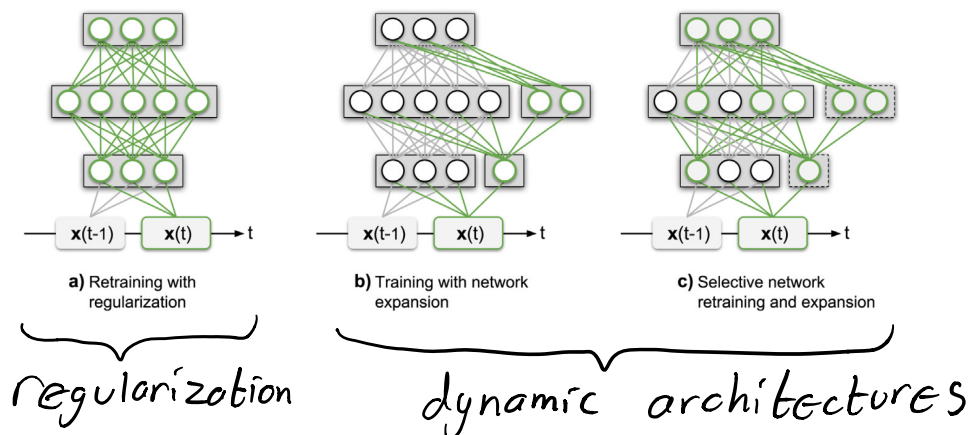 x(t-1) x(t) t x(t-1) x(t) t x(t-1) x(t) t
a) Retraining with
regularization
b) Training with network
expansion
c) Selective network
retraining and expansion
regularization dynamic architectures